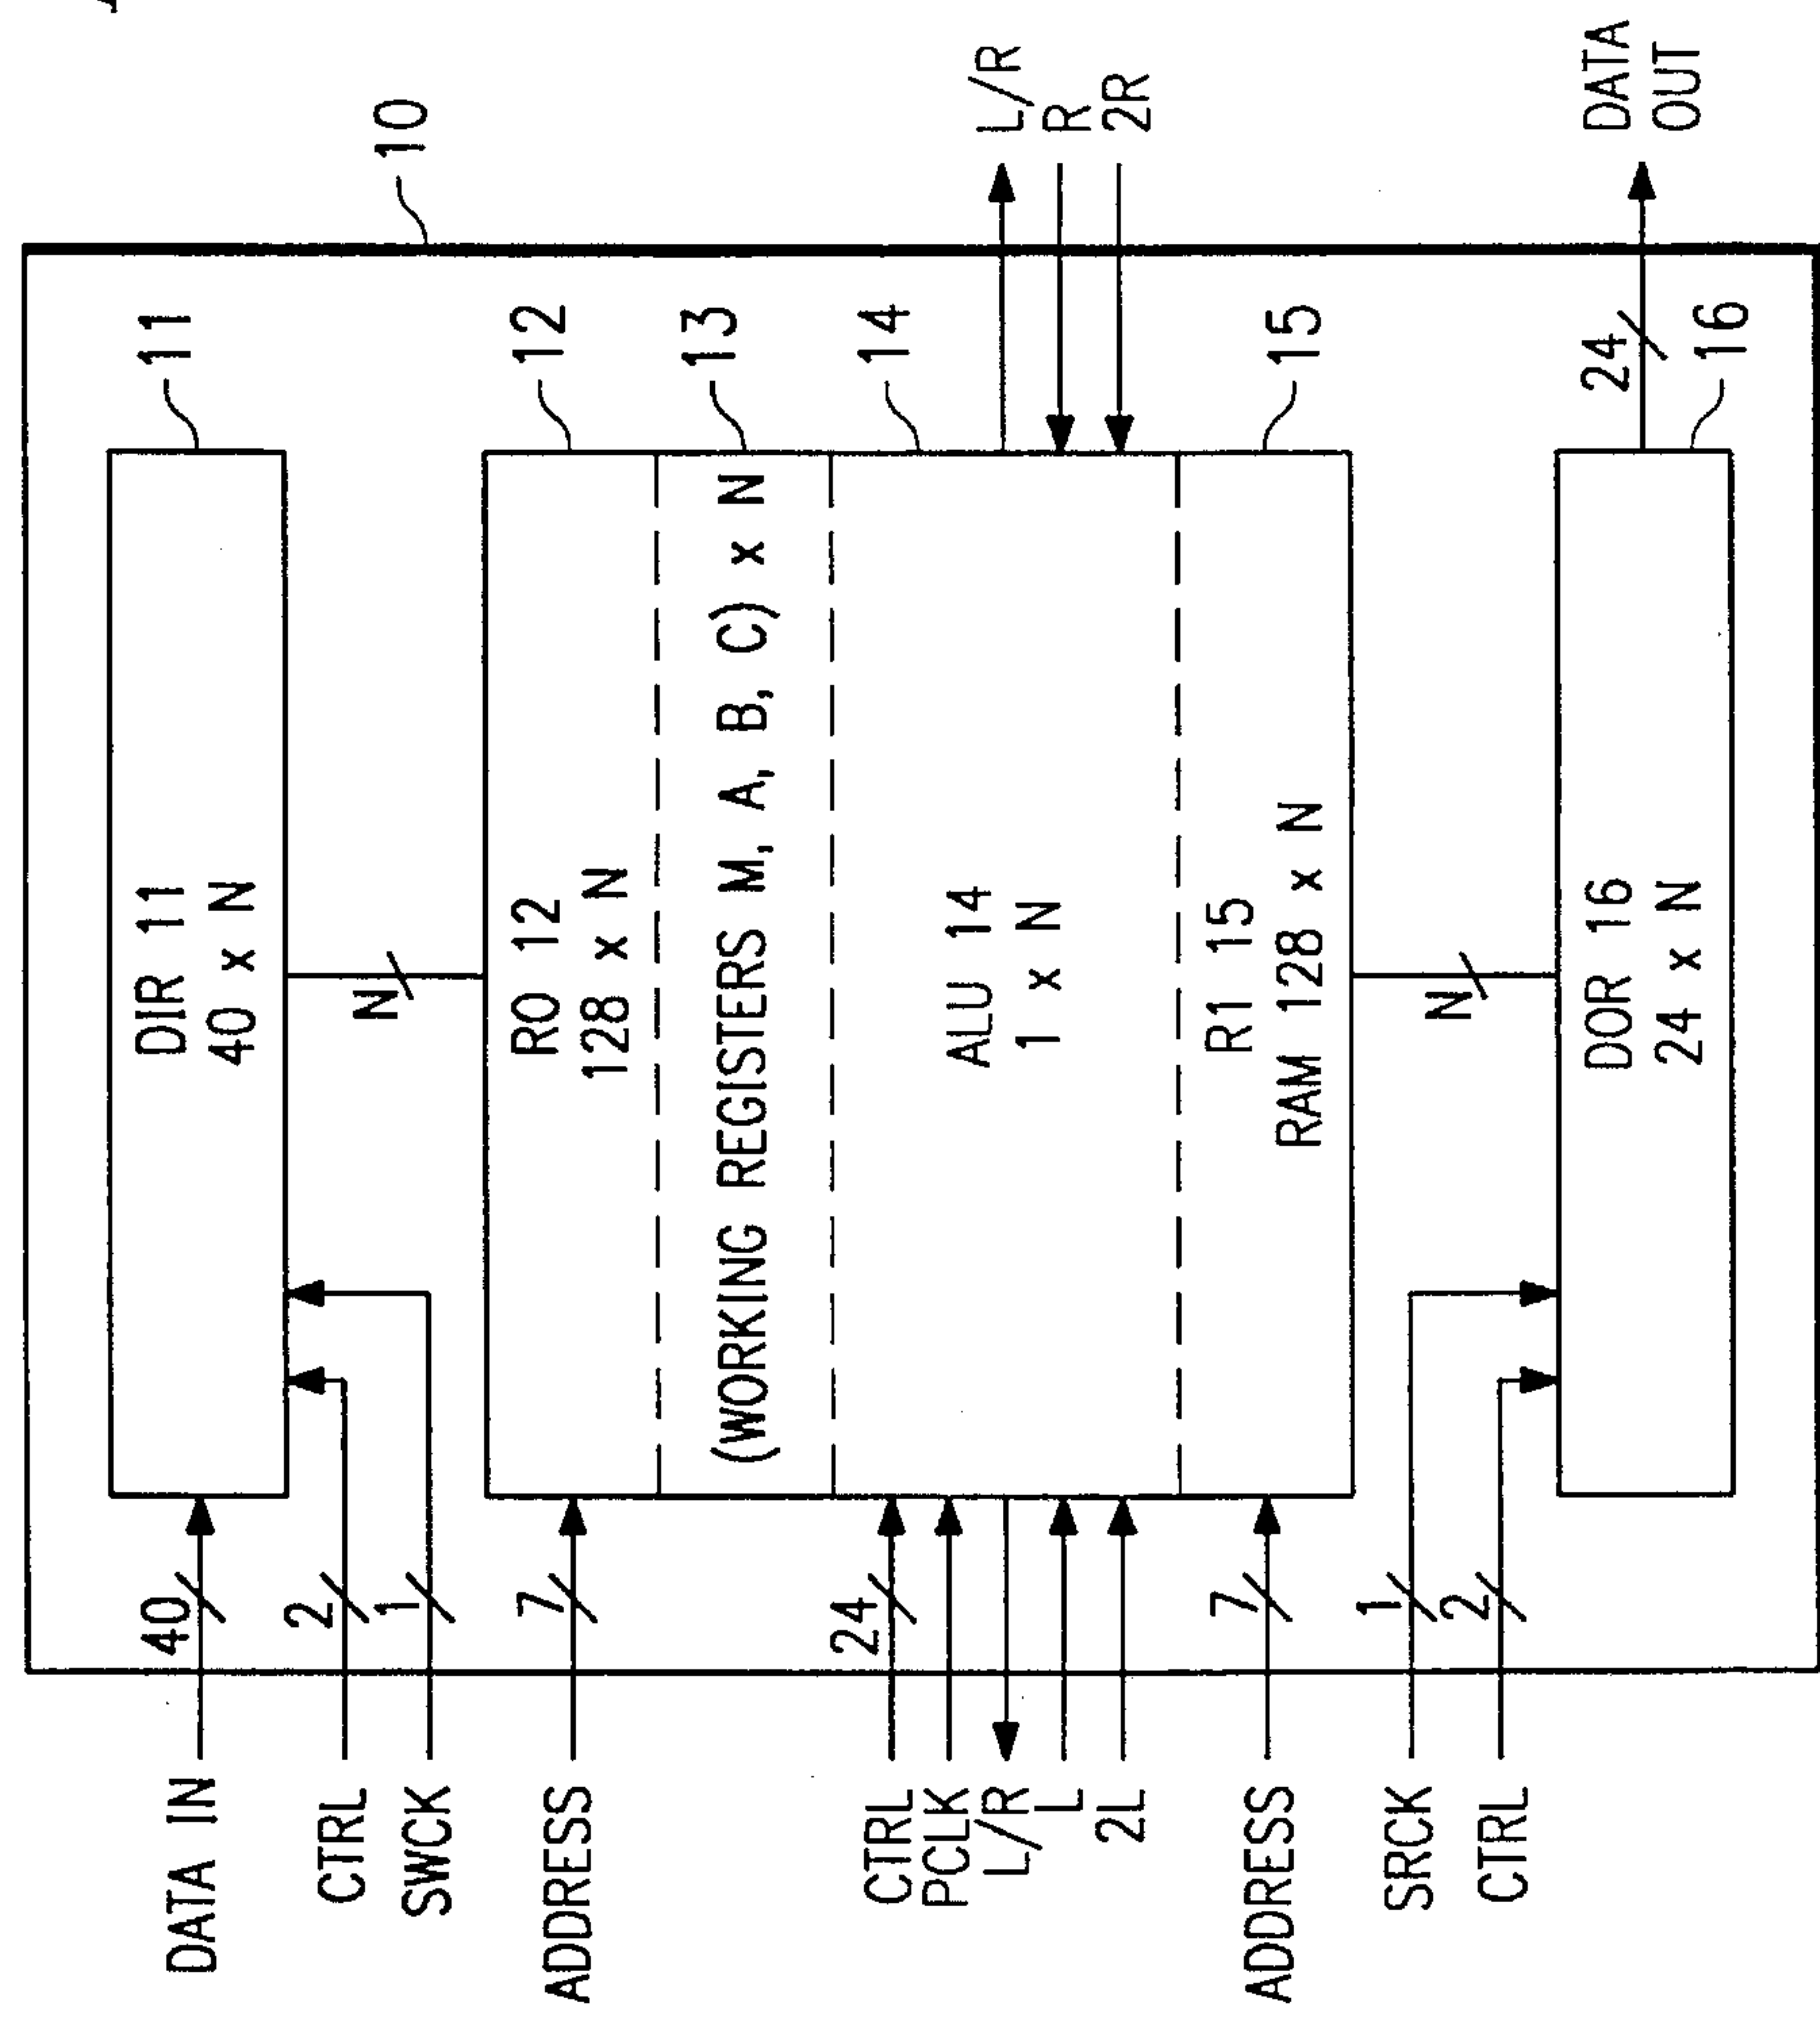 10
DATA IN
40
DIR 11
40 x N
11
CTRL
2
SWCK
1
N
ADDRESS
7
RO 12
128 x N
12
(WORKING REGISTERS M, A, B, C) x N
13
CTRL
24
PCLK
L/R
L
2L
ALU 14
1 x N
14
L/R
R
2R
ADDRESS
7
R1 15
RAM 128 x N
15
N
SRCK
1
CTRL
2
DOR 16
24 x N
16
24
DATA
OUT